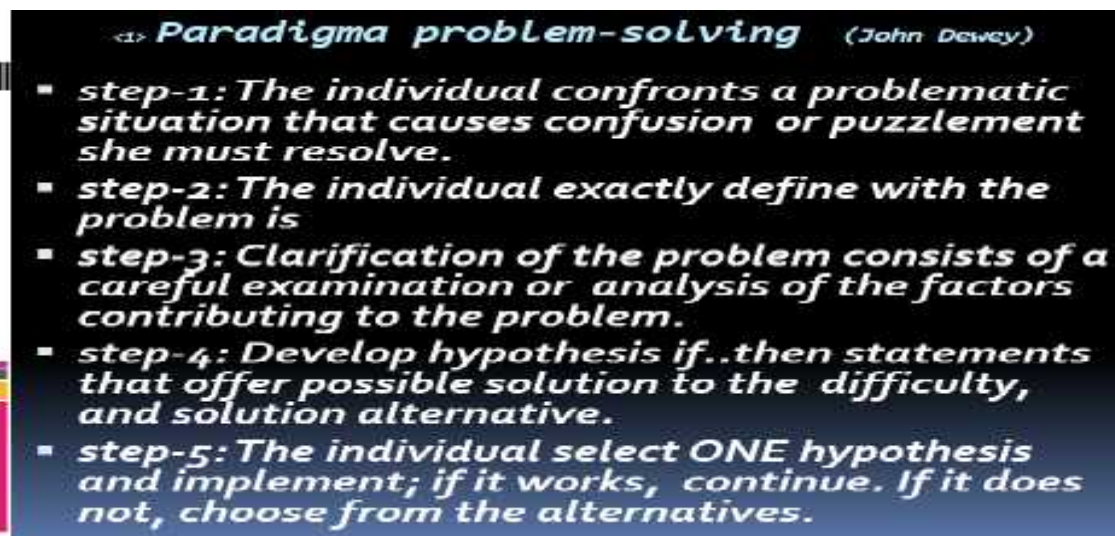 <1> Paradigma problem-solving (John Dewey)
▪ step-1: The individual confronts a problematic
situation that causes confusion or puzzlement
she must resolve.
▪ step-2: The individual exactly define with the
problem is
▪ step-3: Clarification of the problem consists of a
careful examination or analysis of the factors
contributing to the problem.
▪ step-4: Develop hypothesis if..then statements
that offer possible solution to the difficulty,
and solution alternative.
▪ step-5: The individual select ONE hypothesis
and implement; if it works, continue. If it does
not, choose from the alternatives.